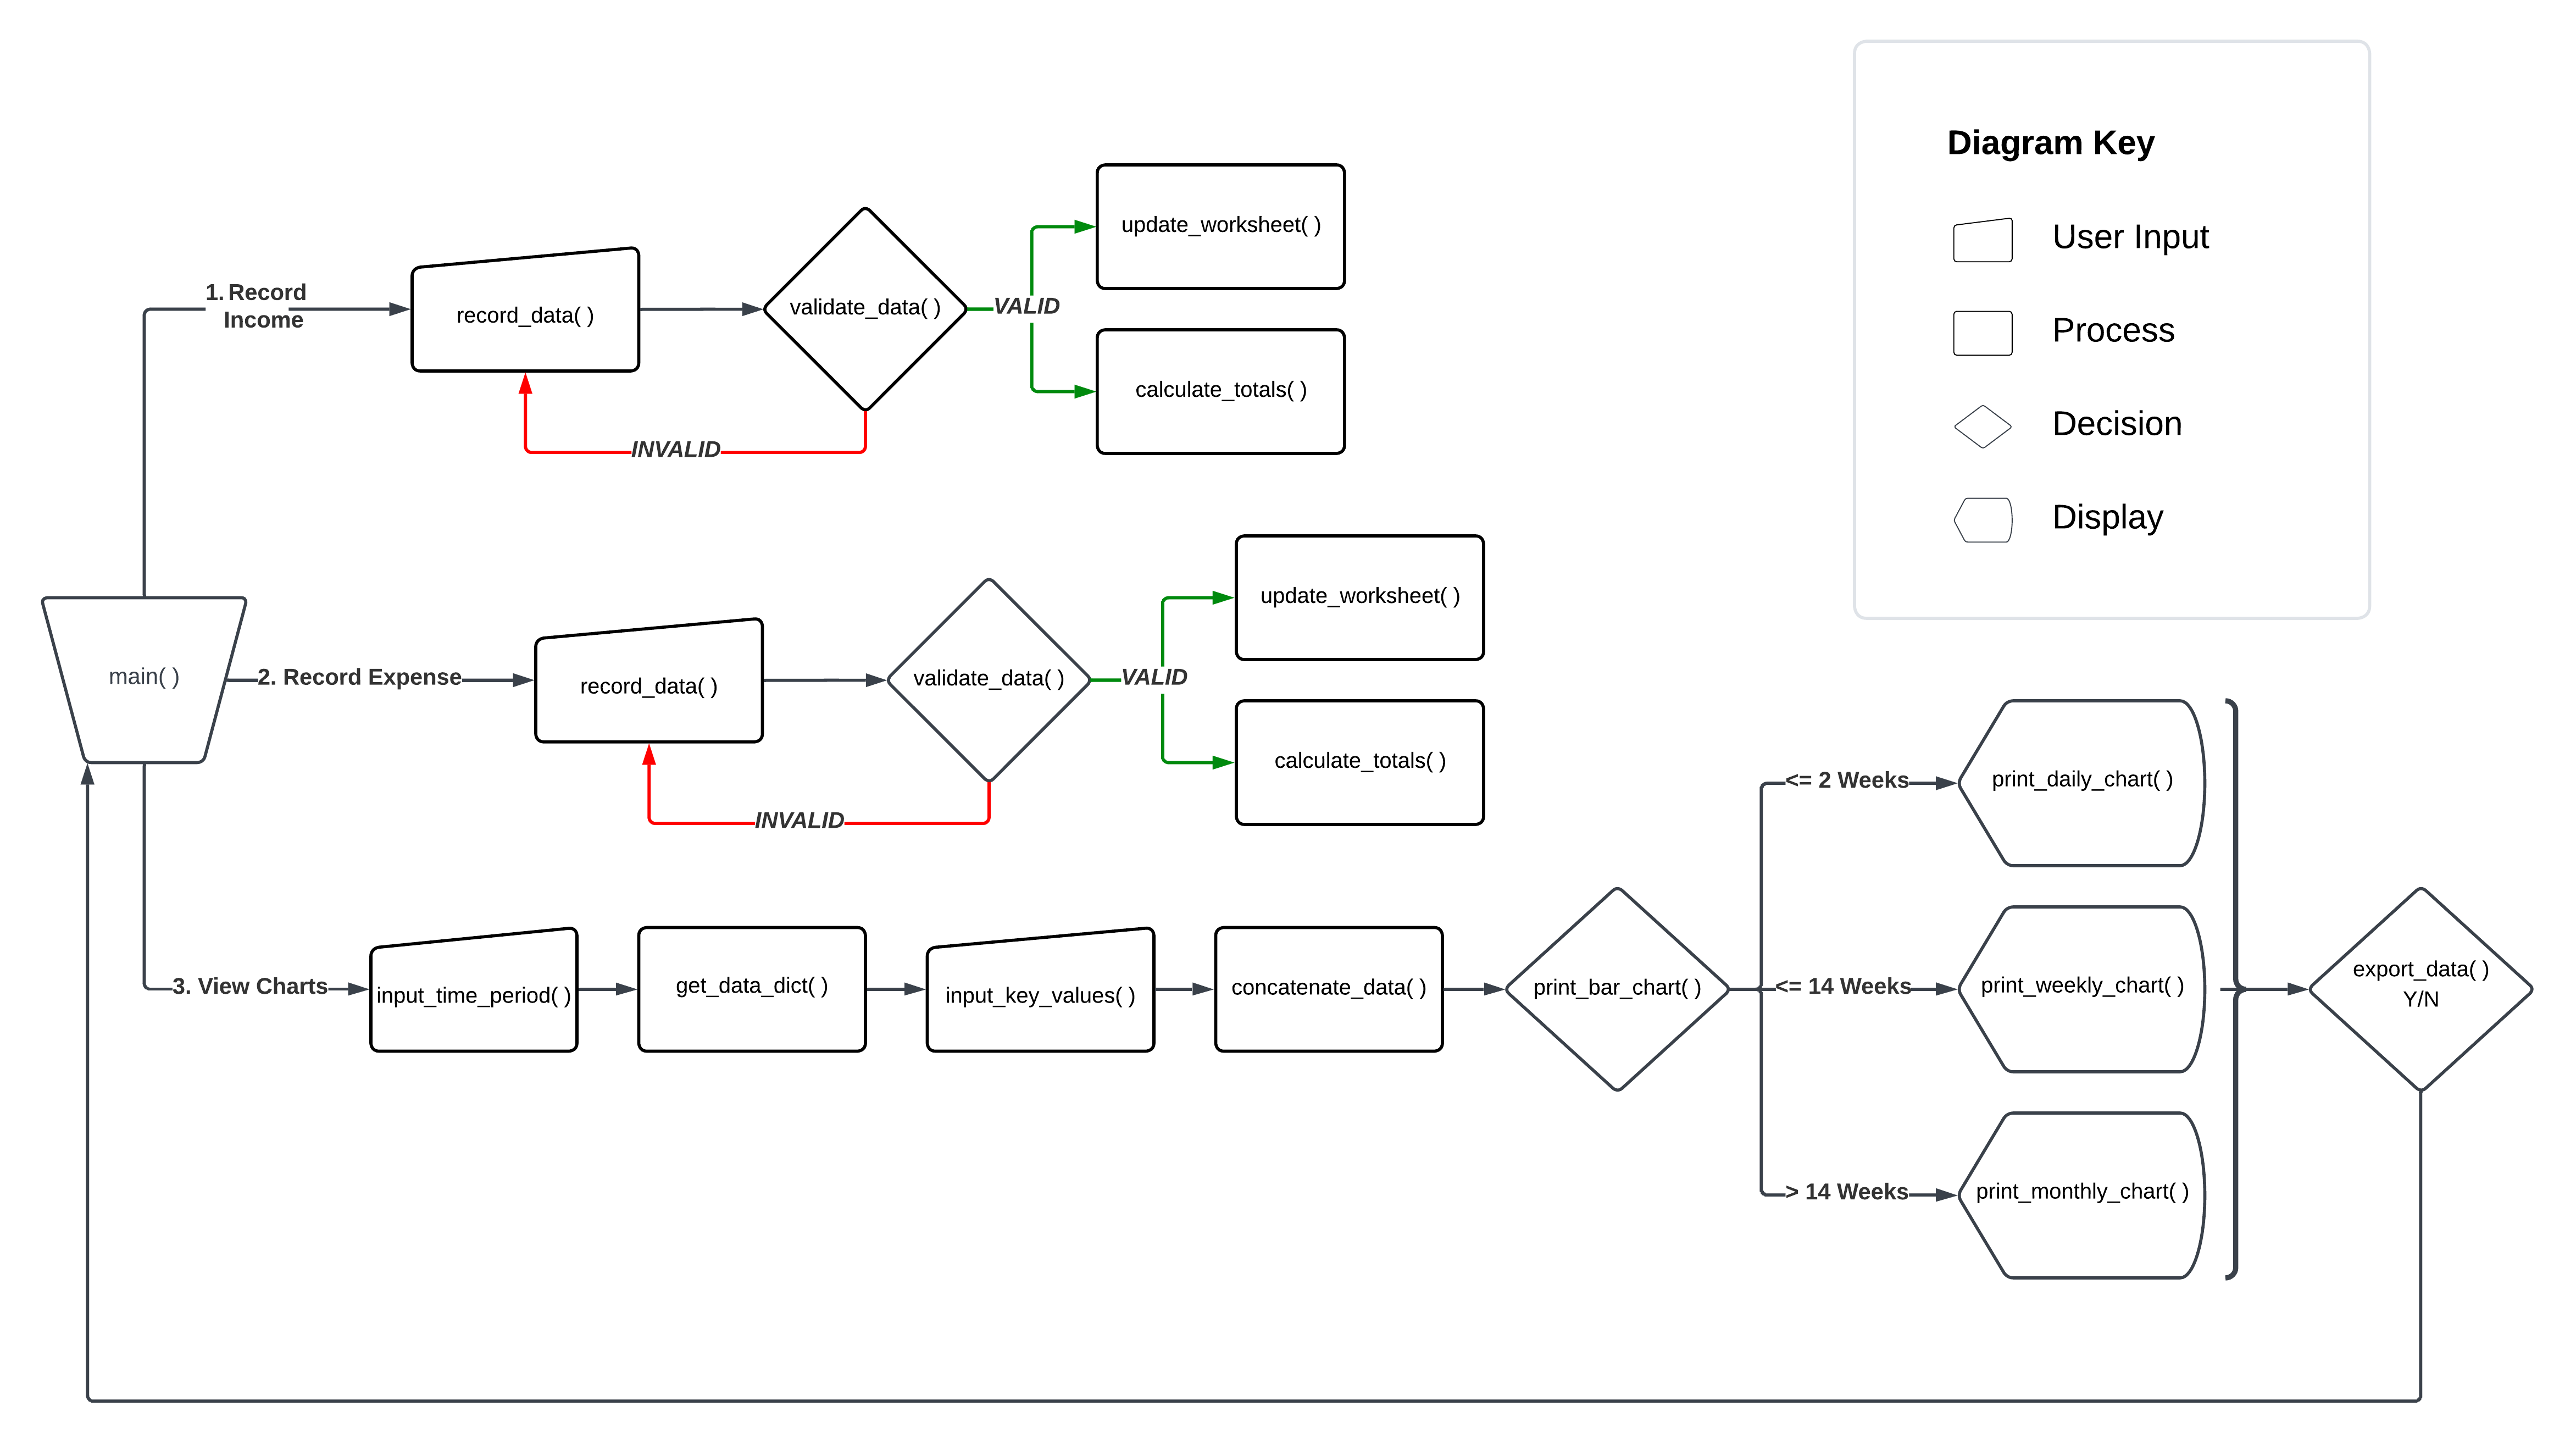 Diagram Key
User Input
Process
Decision
Display
1. Record
Income
record_data( )
validate_data( )
VALID
update_worksheet( )
calculate_totals( )
INVALID
main( )
2. Record Expense
record_data( )
validate_data( )
VALID
update_worksheet( )
calculate_totals( )
INVALID
3. View Charts
input_time_period( )
get_data_dict( )
input_key_values( )
concatenate_data( )
print_bar_chart( )
<= 2 Weeks
print_daily_chart( )
<= 14 Weeks
print_weekly_chart( )
> 14 Weeks
print_monthly_chart( )
export_data( )
Y/N